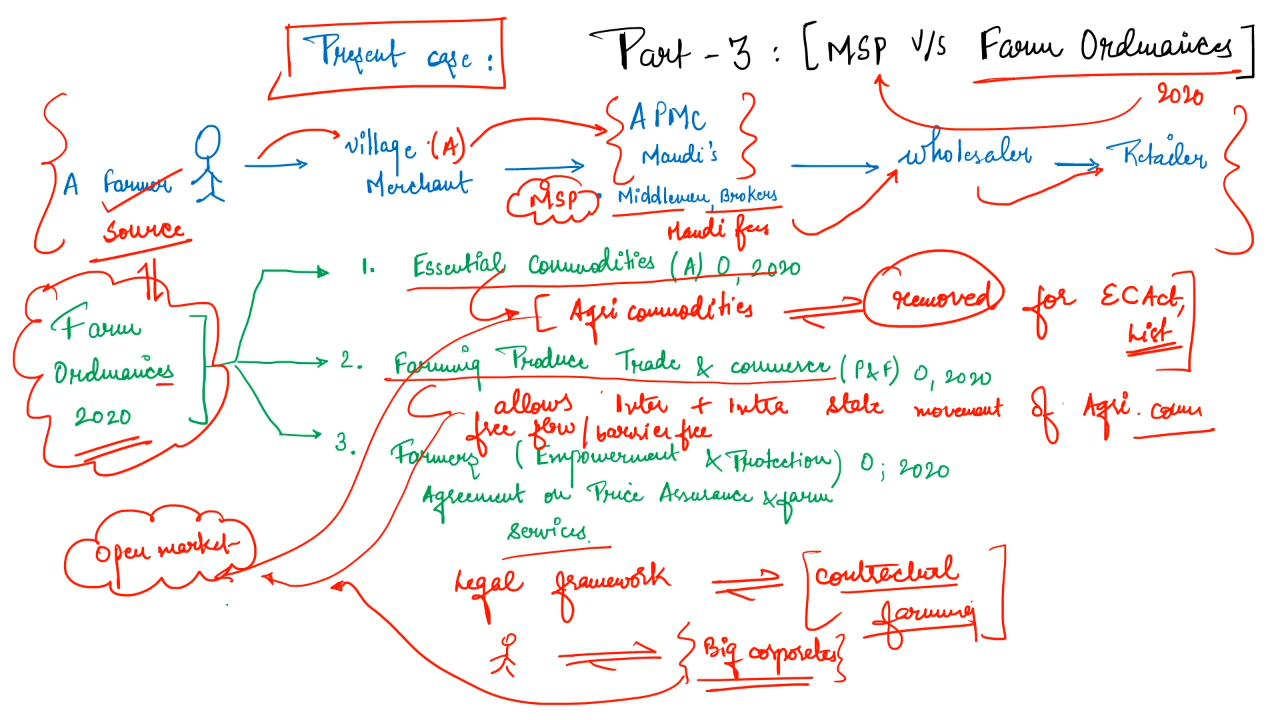 Present case :
Part - 3 : [MSP v/s Farm Ordinances]
2020
A Farmer
Source
Village (A)
Merchant
APMC
Mandi's
MSP
Middlemen, Brokers
Mandi fees
Wholesaler
Retailer
Farm
Ordinances
2020
1. Essential Commodities (A) O, 2020
[Agri commodities
removed for EC Act,
List]
2. Farming Produce Trade & commerce (P&F) O, 2020
allows Inter + Intra State movement of Agri. comm
free flow / barrier free
3. Farmers (Empowerment & Protection) O, 2020
Agreement on Price Assurance & farm
Services.
open market
Legal framework
[contractual
farming]
{Big corporates}